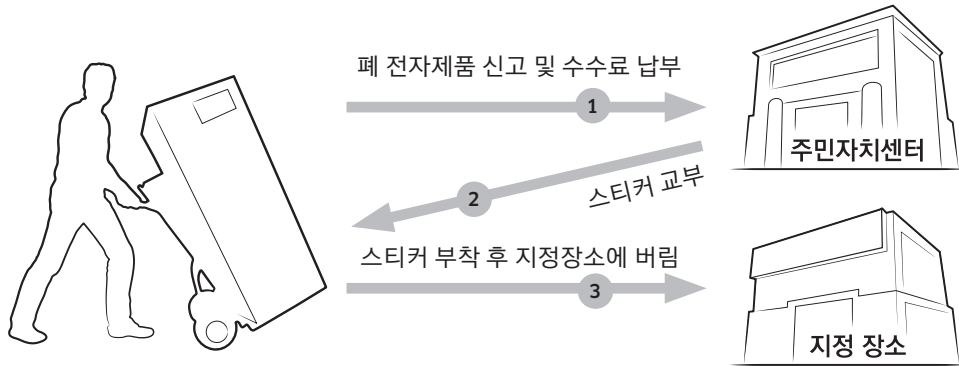 폐 전자제품 신고 및 수수료 납부
1
주민자치센터
2
스티커 교부
스티커 부착 후 지정장소에 버림
3
지정 장소